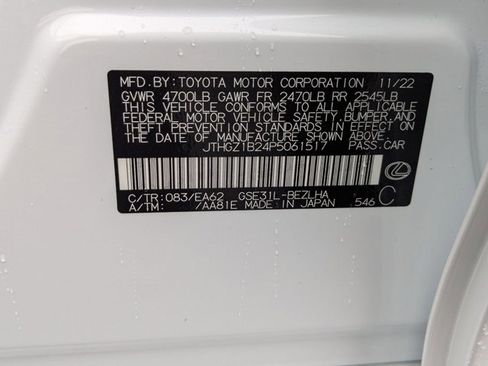 MFD. BY:TOYOTA MOTOR CORPORATION 11/22
GVWR 4700LB GAWR FR 2470LB RR 2545LB
THIS VEHICLE CONFORMS TO ALL APPLICABLE
FEDERAL MOTOR VEHICLE SAFETY,BUMPER,AND
THEFT PREVENTION STANDARDS IN EFFECT ON
THE DATE OF MANUFACTURE SHOWN ABOVE.
JTHGZ1B24P5061517 PASS.CAR
C/TR:083/EA62 GSE31L-BEZLHA
A/TM: /AA81E MADE IN JAPAN 546 C